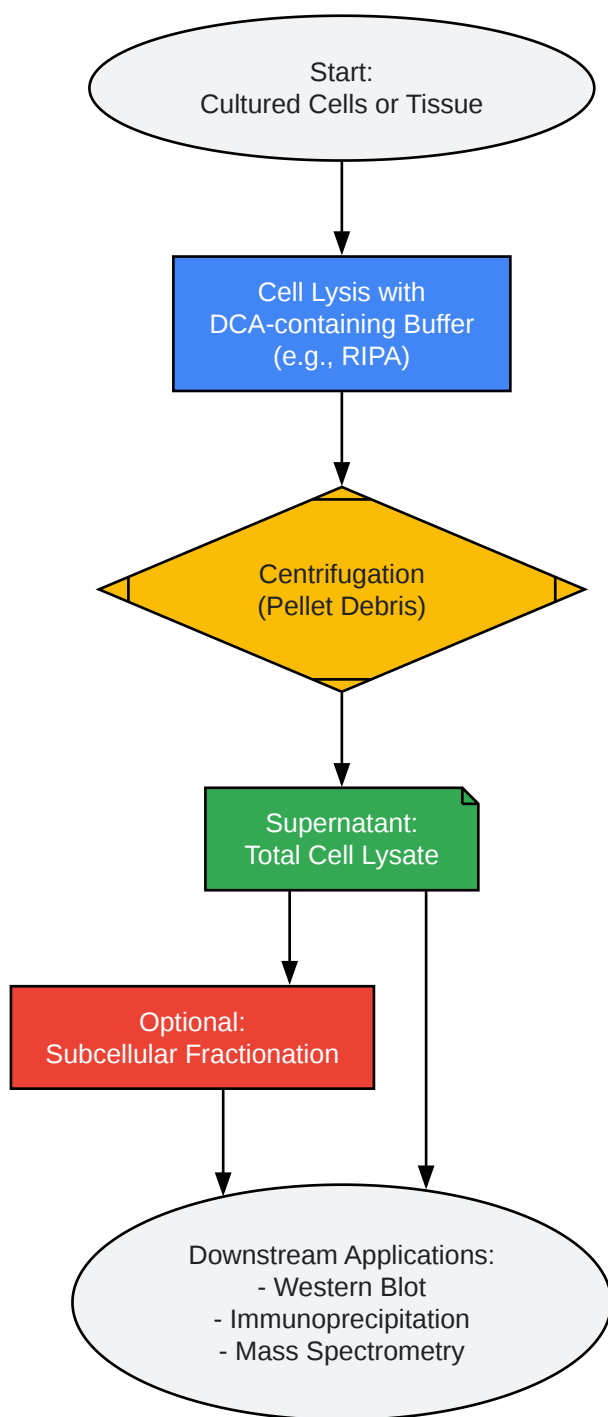 Start:
Cultured Cells or Tissue
Cell Lysis with
DCA-containing Buffer
(e.g., RIPA)
Centrifugation
(Pellet Debris)
Supernatant:
Total Cell Lysate
Optional:
Subcellular Fractionation
Downstream Applications:
- Western Blot
- Immunoprecipitation
- Mass Spectrometry